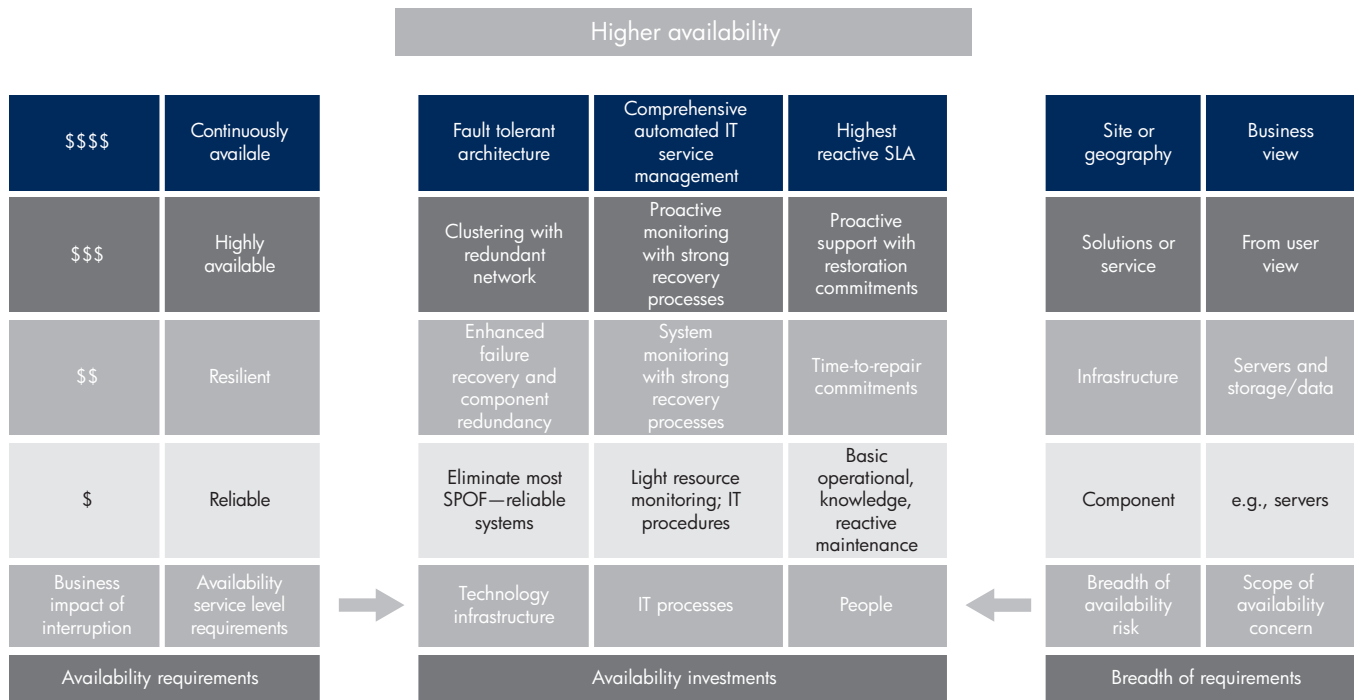 Higher availability
$$$$
Continuously
availale
Fault tolerant
architecture
Comprehensive
automated IT
service
management
Highest
reactive SLA
Site or
geography
Business
view
$$$
Highly
available
Clustering with
redundant
network
Proactive
monitoring
with strong
recovery
processes
Proactive
support with
restoration
commitments
Solutions or
service
From user
view
$$
Resilient
Enhanced
failure
recovery and
component
redundancy
System
monitoring
with strong
recovery
processes
Time-to-repair
commitments
Infrastructure
Servers and
storage/data
$
Reliable
Eliminate most
SPOF—reliable
systems
Light resource
monitoring; IT
procedures
Basic
operational,
knowledge,
reactive
maintenance
Component
e.g., servers
Business
impact of
interruption
Availability
service level
requirements
Technology
infrastructure
IT processes
People
Breadth of
availability
risk
Scope of
availability
concern
Availability requirements
Availability investments
Breadth of requirements